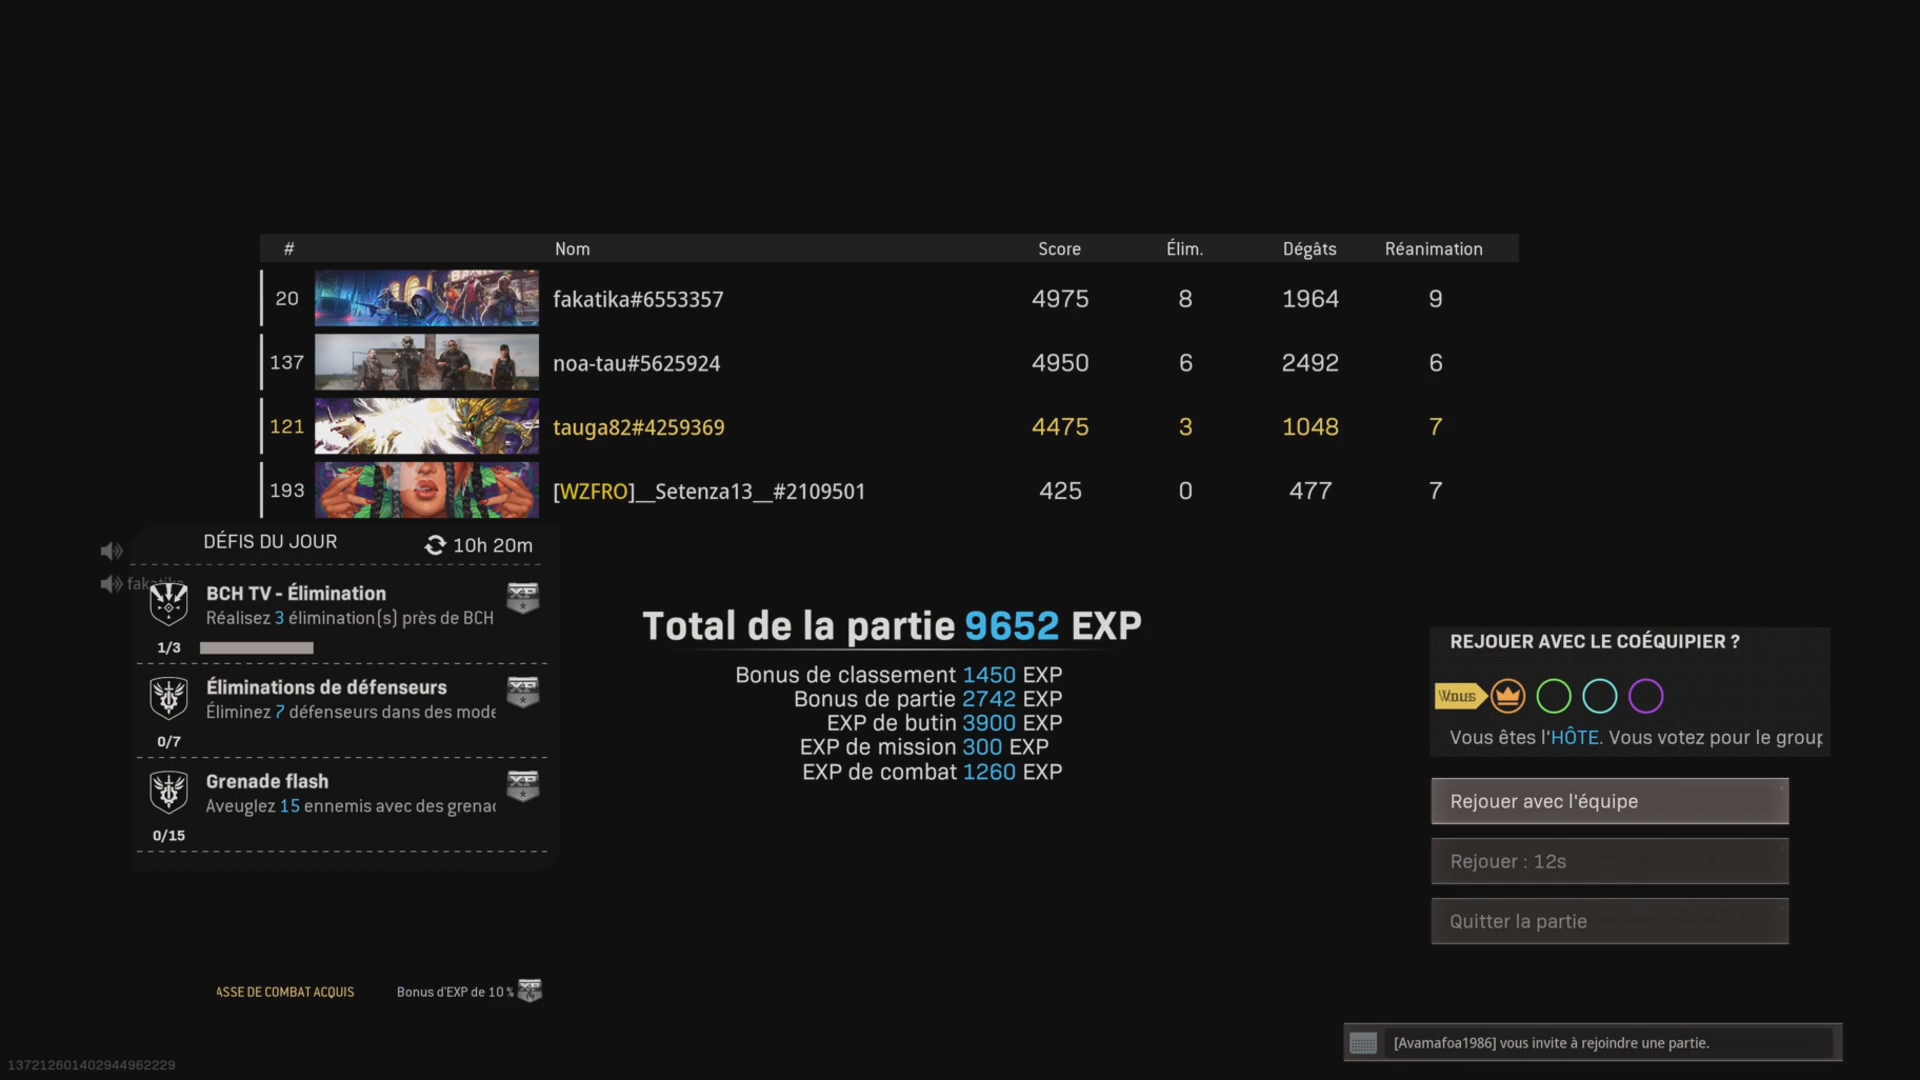 # Nom Score Élim. Dégâts Réanimation
20 fakatika#6553357 4975 8 1964 9
137 noa-tau#5625924 4950 6 2492 6
121 tauga82#4259369 4475 3 1048 7
193 [WZFRO]__Setenza13__#2109501 425 0 477 7
DÉFIS DU JOUR 10h 20m
fakatika
BCH TV - Élimination
Réalisez 3 élimination(s) près de BCH
1/3
XP
Éliminations de défenseurs
Éliminez 7 défenseurs dans des mode
0/7
XP
Grenade flash
Aveuglez 15 ennemis avec des grenad
0/15
XP
Total de la partie 9652 EXP
Bonus de classement 1450 EXP
Bonus de partie 2742 EXP
EXP de butin 3900 EXP
EXP de mission 300 EXP
EXP de combat 1260 EXP
REJOUER AVEC LE COÉQUIPIER ?
Vous
Vous êtes l'HÔTE. Vous votez pour le group
Rejouer avec l'équipe
Rejouer : 12s
Quitter la partie
ASSE DE COMBAT ACQUIS Bonus d'EXP de 10 %
[Avamafoa1986] vous invite à rejoindre une partie.
137212601402944962229